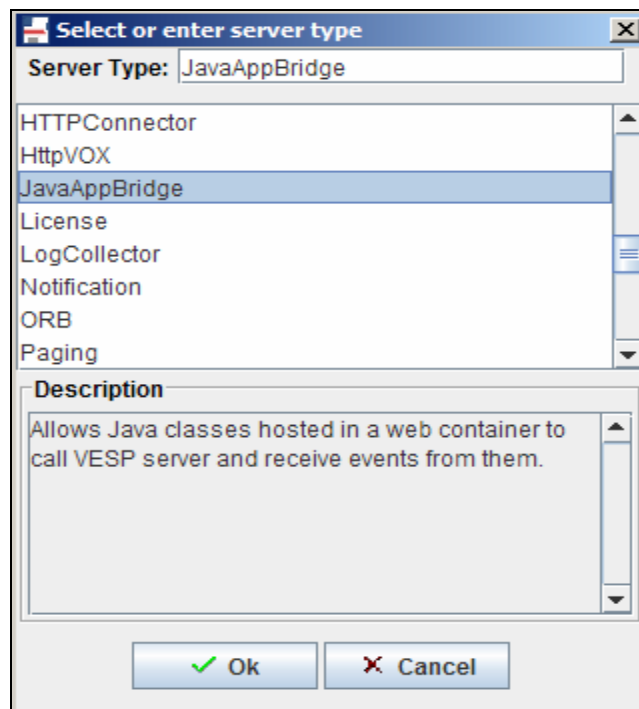 Select or enter server type
Server Type: JavaAppBridge
HTTPConnector
HttpVOX
JavaAppBridge
License
LogCollector
Notification
ORB
Paging
Description
Allows Java classes hosted in a web container to
call VESP server and receive events from them.
Ok Cancel